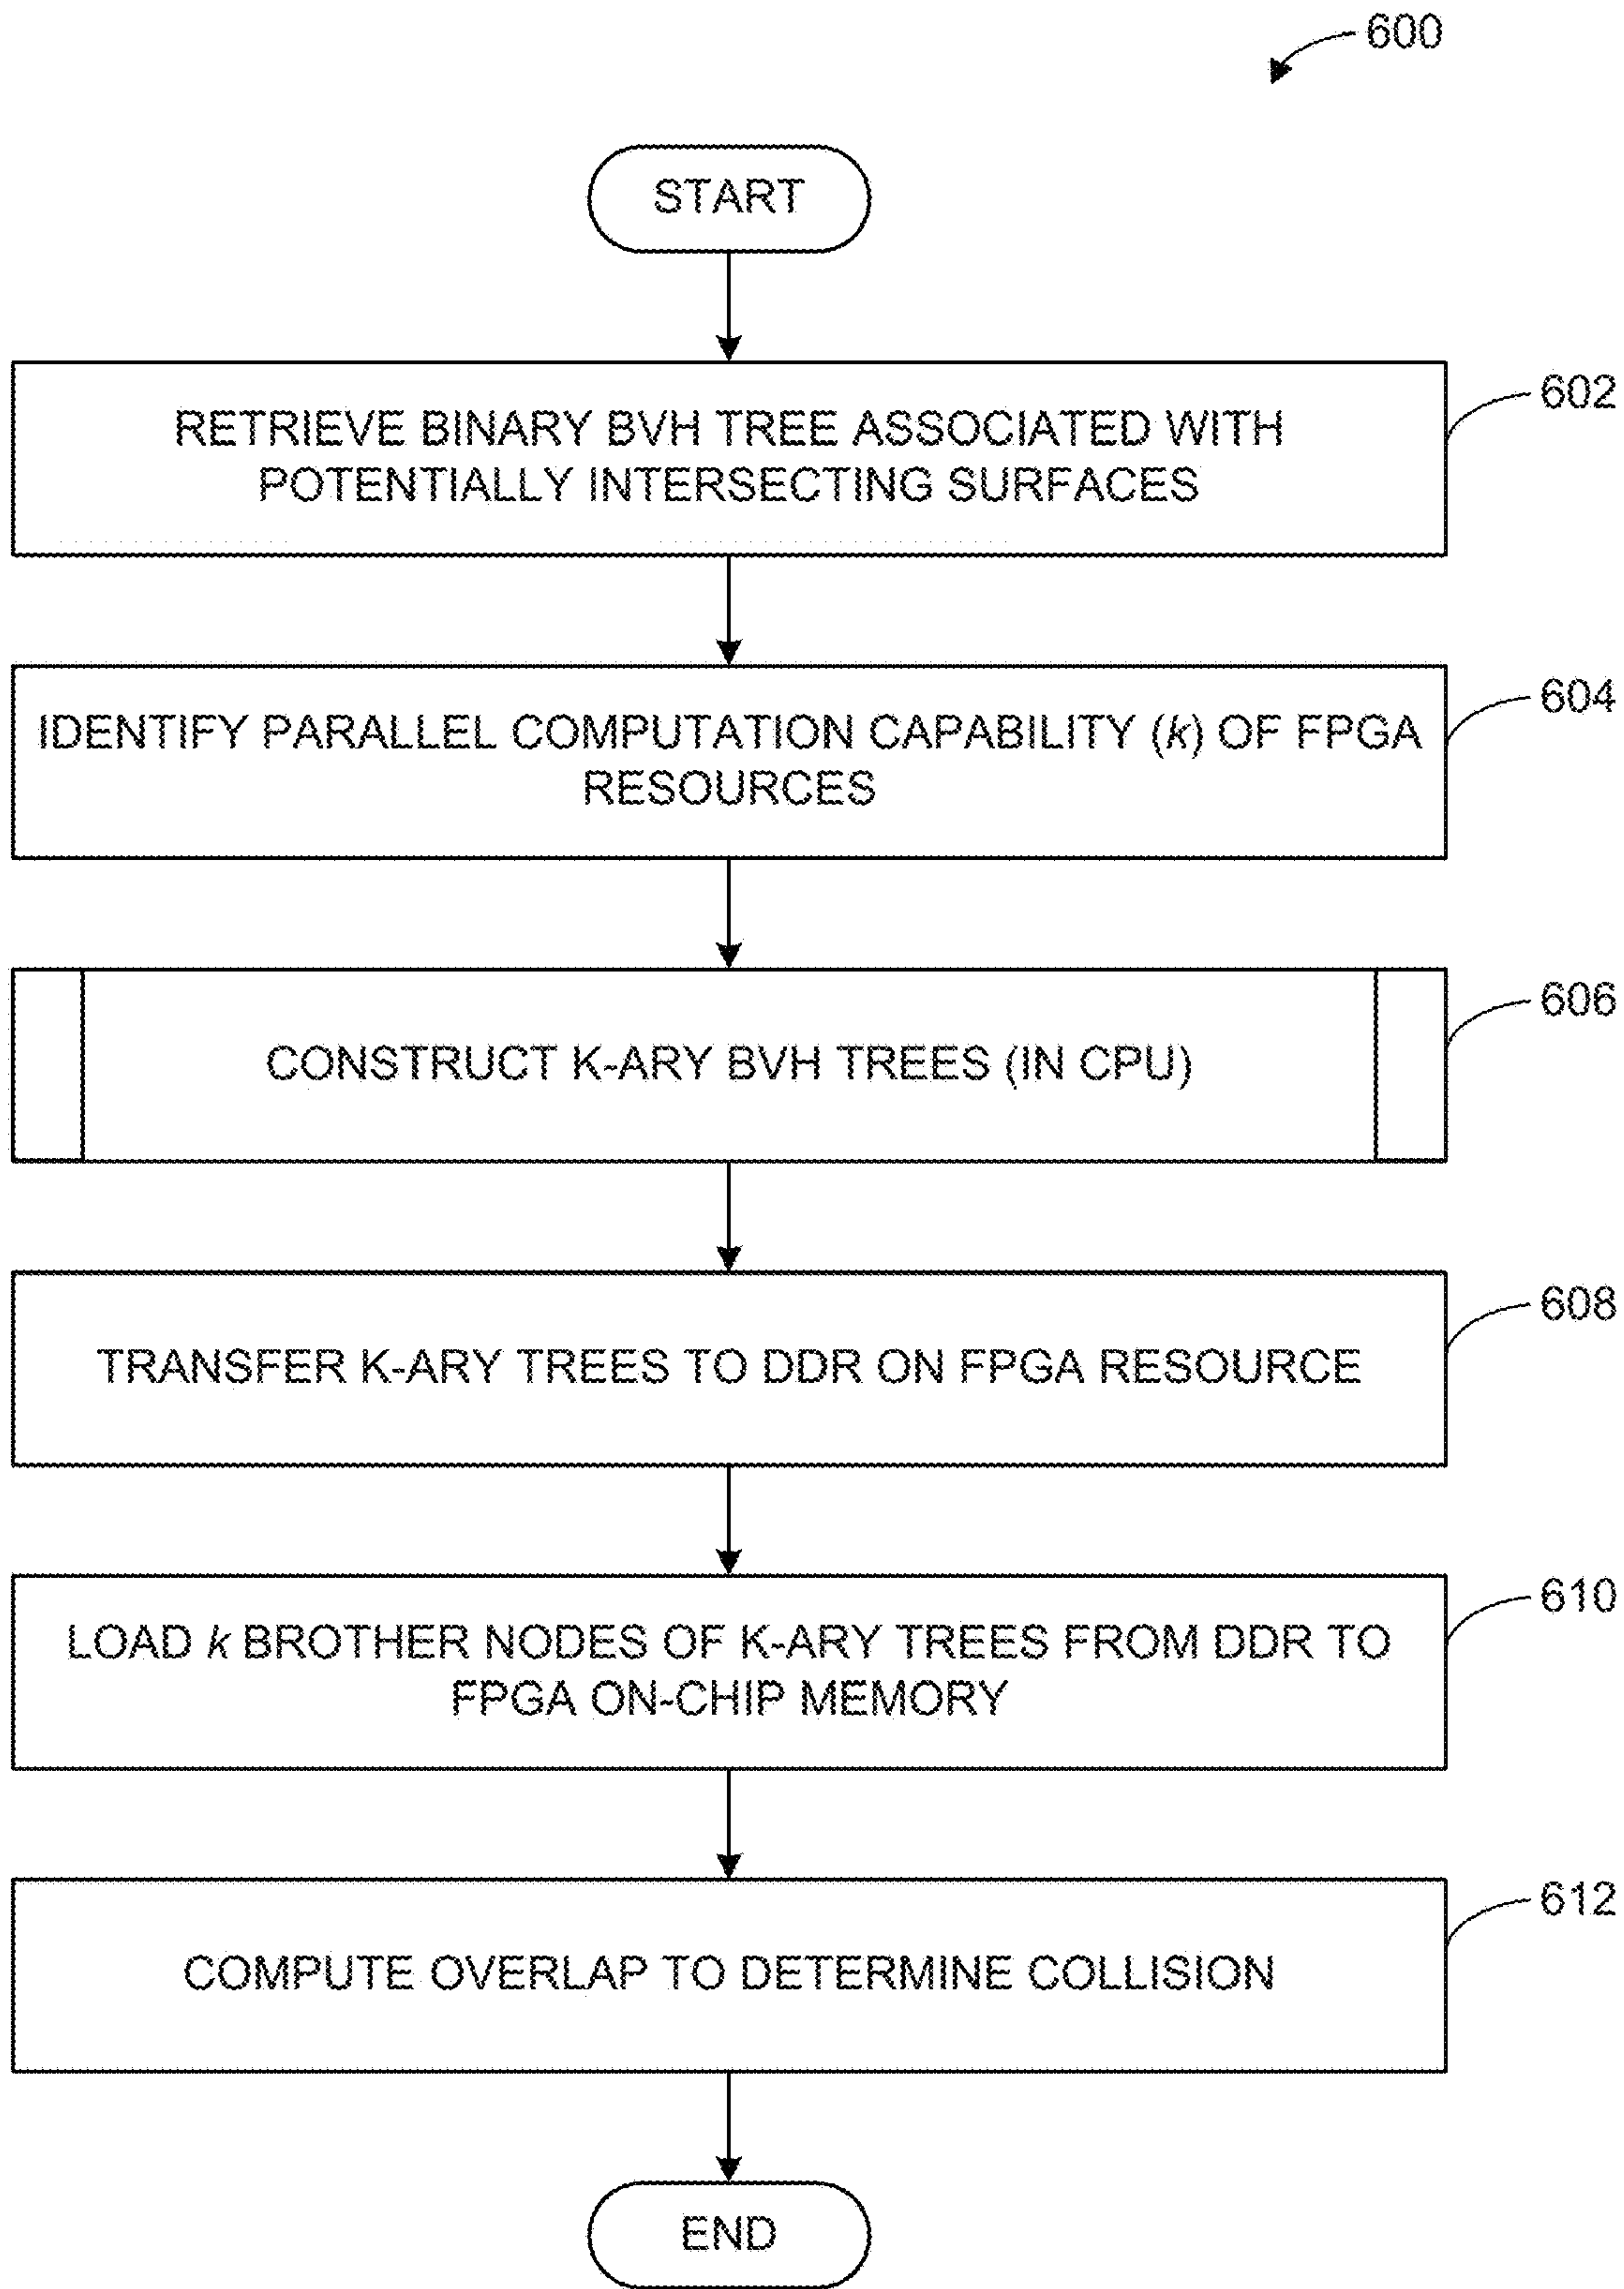 600
START
RETRIEVE BINARY BVH TREE ASSOCIATED WITH
POTENTIALLY INTERSECTING SURFACES
602
IDENTIFY PARALLEL COMPUTATION CAPABILITY (k) OF FPGA
RESOURCES
604
CONSTRUCT K-ARY BVH TREES (IN CPU)
606
TRANSFER K-ARY TREES TO DDR ON FPGA RESOURCE
608
LOAD k BROTHER NODES OF K-ARY TREES FROM DDR TO
FPGA ON-CHIP MEMORY
610
COMPUTE OVERLAP TO DETERMINE COLLISION
612
END